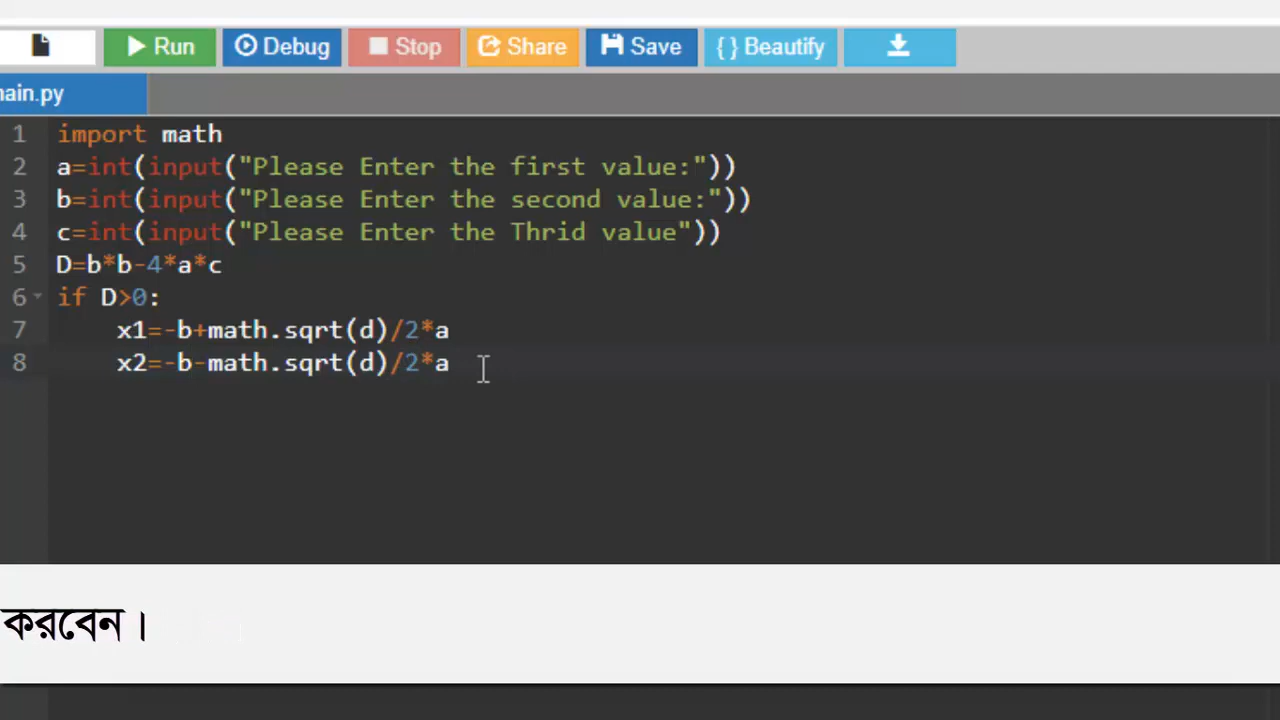 Run Debug Stop Share Save { } Beautify
ain.py
1 import math
2 a=int(input("Please Enter the first value:"))
3 b=int(input("Please Enter the second value:"))
4 c=int(input("Please Enter the Thrid value"))
5 D=b*b-4*a*c
6 if D>0:
7     x1=-b+math.sqrt(d)/2*a
8     x2=-b-math.sqrt(d)/2*a
করবেন।